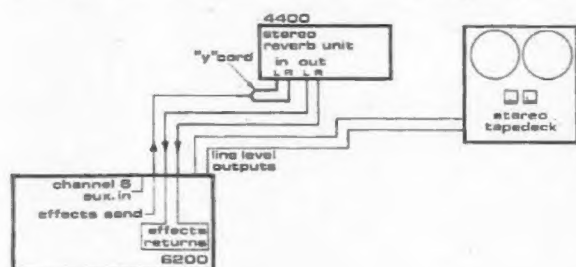 4400
stereo
reverb unit
in out
L R L R
"y" cord
stereo
tapedeck
line level
outputs
channel 6
aux. in
effects send
effects
returns
6200